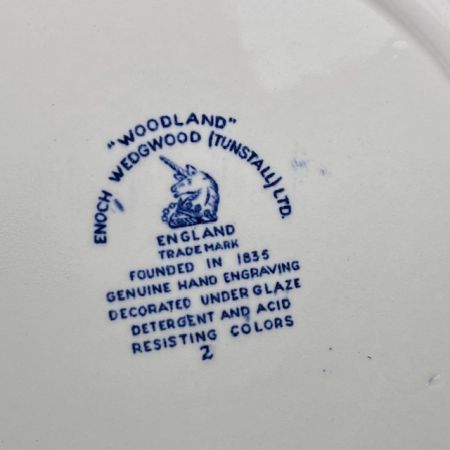 "WOODLAND"
ENOCH WEDGWOOD (TUNSTALL) LTD.
ENGLAND
TRADE MARK
FOUNDED IN 1835
GENUINE HAND ENGRAVING
DECORATED UNDER GLAZE
DETERGENT AND ACID
RESISTING COLORS
2